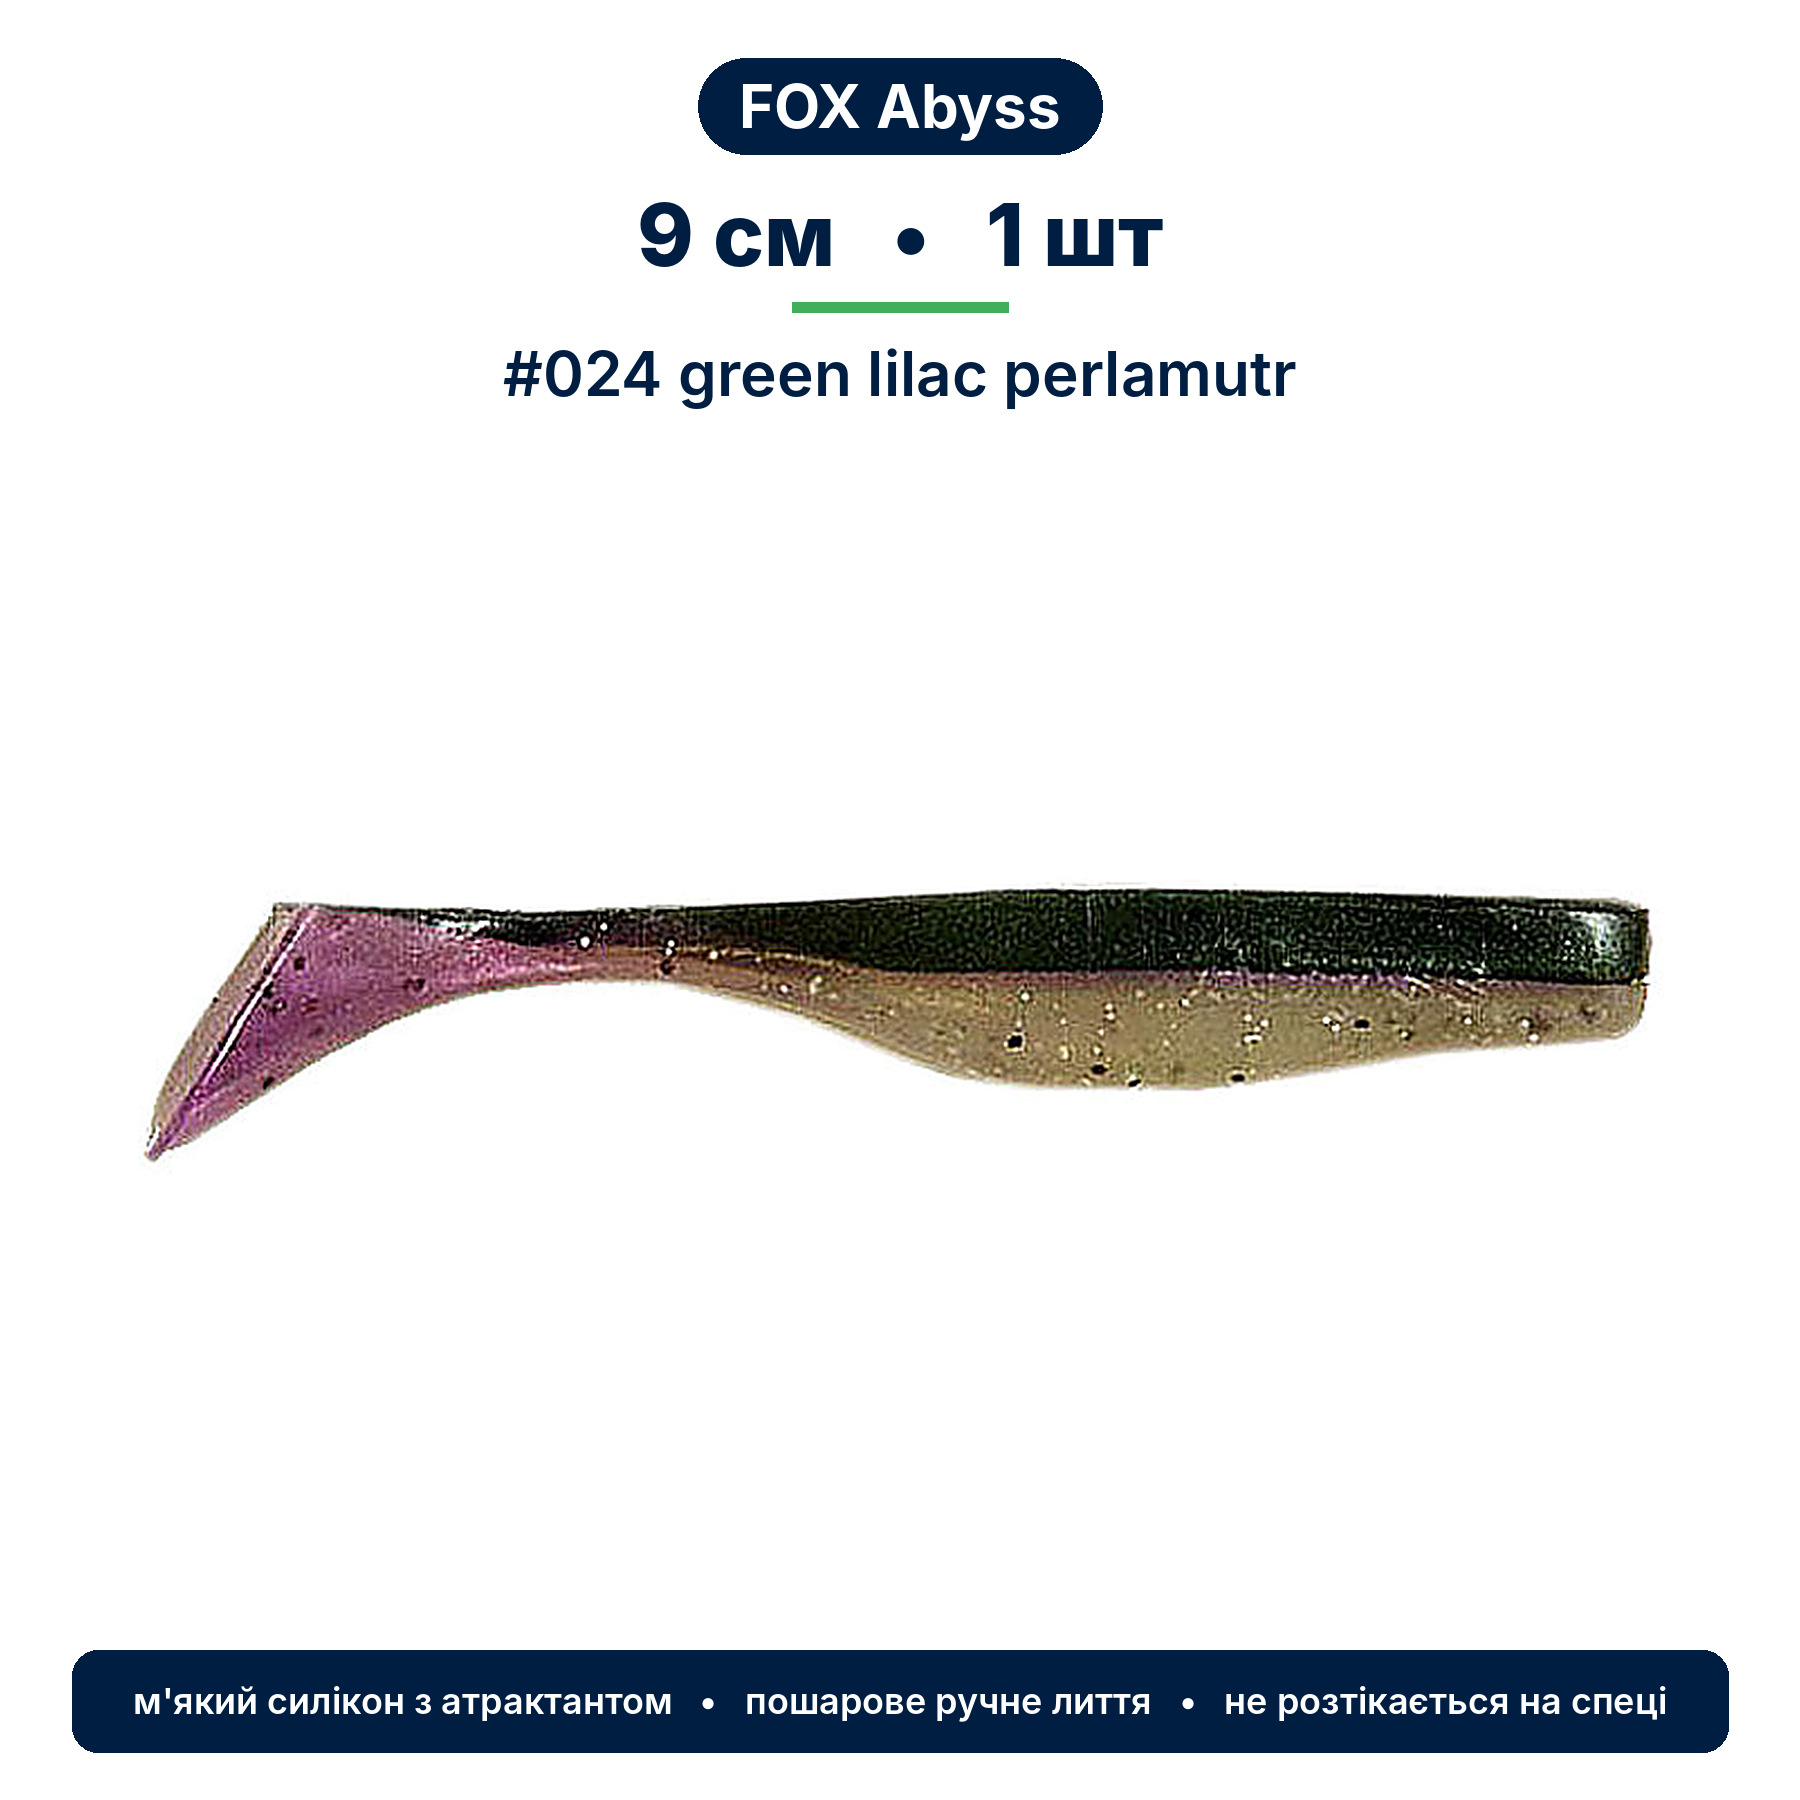 FOX Abyss
9 см • 1 шт
#024 green lilac perlamutr
м'який силікон з атрактантом • пошарове ручне лиття • не розтікається на спеці